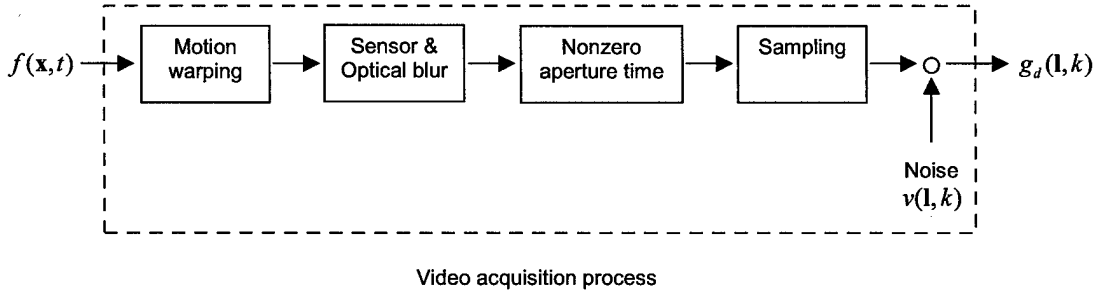 f(x,t)
Motion
warping
Sensor &
Optical blur
Nonzero
aperture time
Sampling
g_d(l,k)
Noise
v(l,k)
Video acquisition process